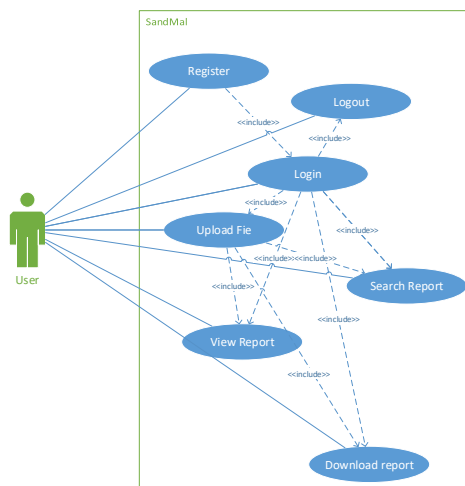 SandMal
Register
Logout
<<include>>
<<include>>
Login
<<include>>
Upload Fie
<<include>>
User
<<include>>
<<include>>
<<include>>
Search Report
<<include>>
View Report
<<include>>
Download report